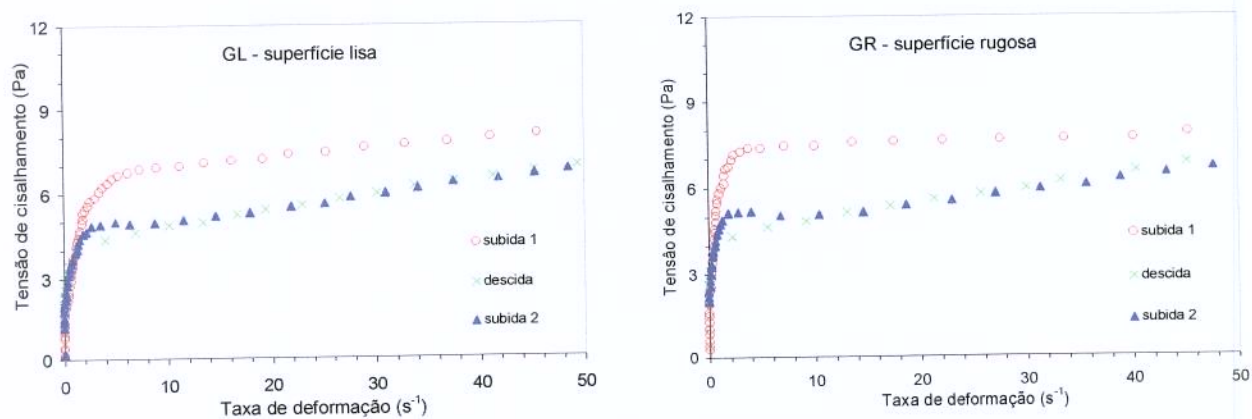 GL - superfície lisa
Tensão de cisalhamento (Pa)
12
9
6
3
0
subida 1
descida
subida 2
0 10 20 30 40 50
Taxa de deformação (s⁻¹)
GR - superfície rugosa
Tensão de cisalhamento (Pa)
12
9
6
3
0
subida 1
descida
subida 2
0 10 20 30 40 50
Taxa de deformação (s⁻¹)